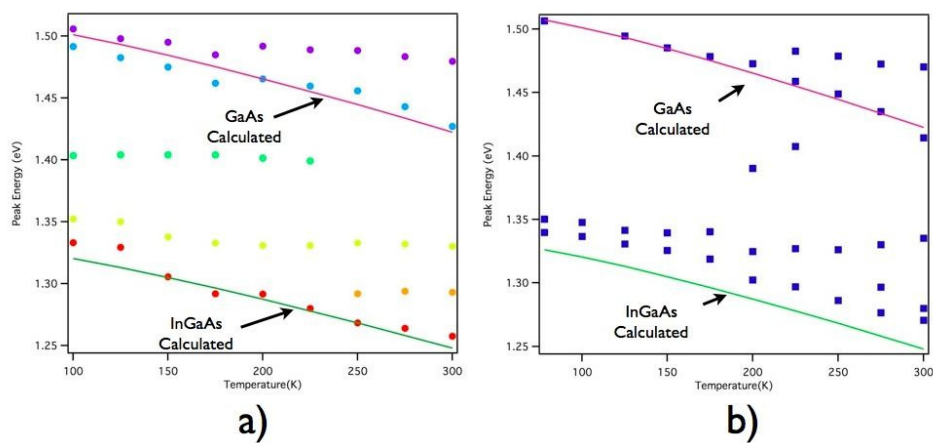 1.50
1.45
1.40
1.35
1.30
1.25
Peak Energy (eV)
GaAs
Calculated
InGaAs
Calculated
100
150
200
250
300
Temperature(K)
a)
1.50
1.45
1.40
1.35
1.30
1.25
Peak Energy (eV)
GaAs
Calculated
InGaAs
Calculated
100
150
200
250
300
Temperature(K)
b)